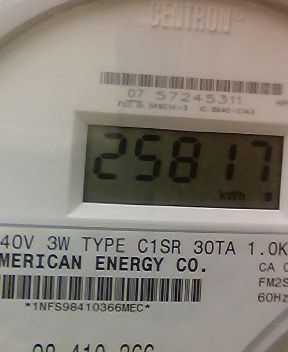 CENTRON
07 57245311
25817
kWh
40V 3W TYPE C1SR 30TA 1.0K
MERICAN ENERGY CO.
CA 0
FM2S
60Hz
*1NFS98410366MEC*